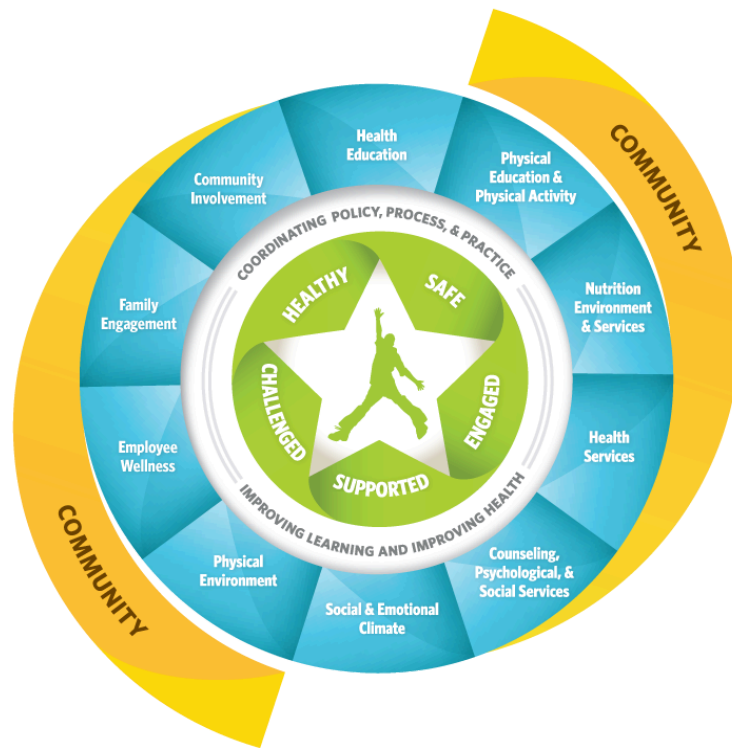 COMMUNITY
Health
Education
Physical
Education &
Physical Activity
Nutrition
Environment
& Services
Health
Services
Counseling,
Psychological, &
Social Services
Social & Emotional
Climate
Physical
Environment
Employee
Wellness
Family
Engagement
Community
Involvement
COORDINATING POLICY, PROCESS, & PRACTICE
IMPROVING LEARNING AND IMPROVING HEALTH
HEALTHY
SAFE
ENGAGED
SUPPORTED
CHALLENGED
COMMUNITY